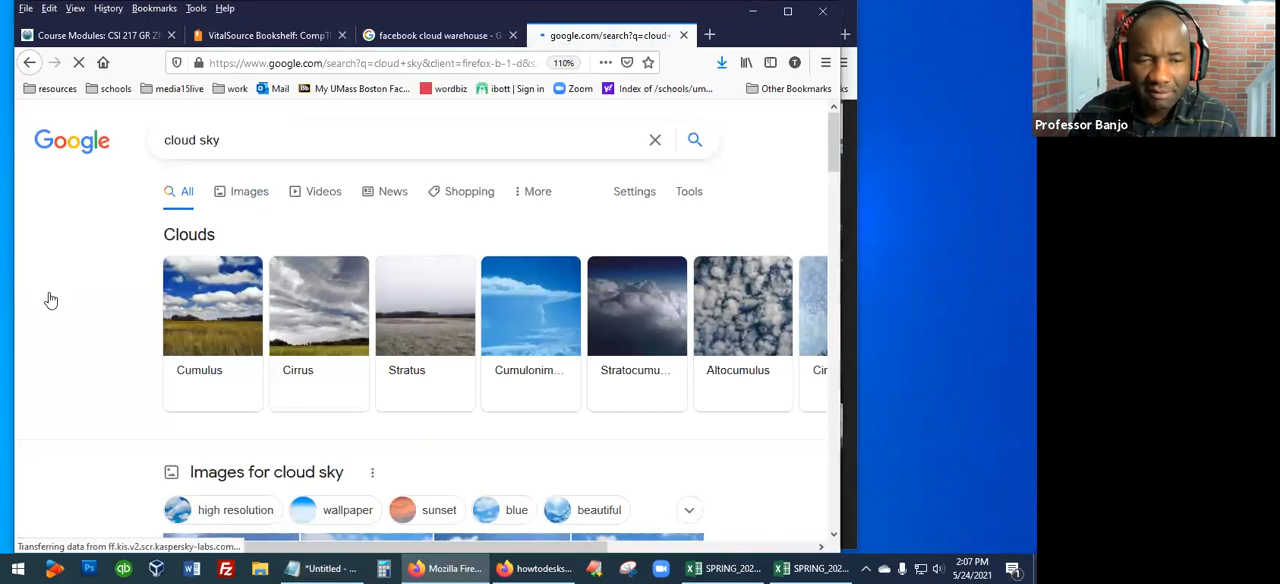 File Edit View History Bookmarks Tools Help
Course Modules: CSI 217 GR Z
VitalSource Bookshelf: CompT
facebook cloud warehouse - G
google.com/search?q=cloud+
https://www.google.com/search?q=cloud+sky&client=firefox-b-1-d&s
110%
resources schools media15live work Mail My UMass Boston Fac... wordbiz ibott | Sign in Zoom Index of /schools/um... Other Bookmarks
Google
cloud sky
All Images Videos News Shopping More Settings Tools
Clouds
Cumulus Cirrus Stratus Cumulonim... Stratocumu... Altocumulus Cir
Images for cloud sky
high resolution wallpaper sunset blue beautiful
Transferring data from ff.kis.v2.scr.kaspersky-labs.com...
Professor Banjo
*Untitled - ... Mozilla Fire... howtodesks... SPRING_202... SPRING_202...
2:07 PM
5/24/2021